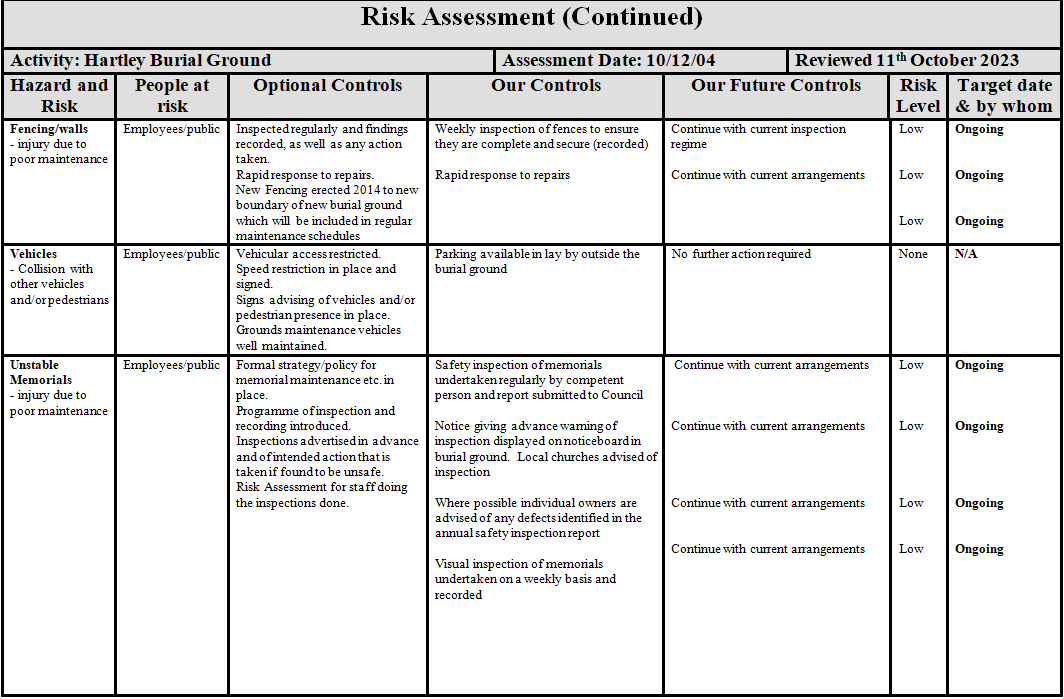 Risk Assessment (Continued)
Activity: Hartley Burial Ground
Assessment Date: 10/12/04
Reviewed 11th October 2023
Hazard and
Risk
People at
risk
Optional Controls
Our Controls
Our Future Controls
Risk
Level
Target date
& by whom
Fencing/walls
- injury due to
poor maintenance
Employees/public
Inspected regularly and findings
recorded, as well as any action
taken.
Rapid response to repairs.
New Fencing erected 2014 to new
boundary of new burial ground
which will be included in regular
maintenance schedules
Weekly inspection of fences to ensure
they are complete and secure (recorded)
Rapid response to repairs
Continue with current inspection
regime
Continue with current arrangements
Low
Low
Low
Ongoing
Ongoing
Ongoing
Vehicles
- Collision with
other vehicles
and/or pedestrians
Employees/public
Vehicular access restricted.
Speed restriction in place and
signed.
Signs advising of vehicles and/or
pedestrian presence in place.
Grounds maintenance vehicles
well maintained.
Parking available in lay by outside the
burial ground
No further action required
None
N/A
Unstable
Memorials
- injury due to
poor maintenance
Employees/public
Formal strategy/policy for
memorial maintenance etc. in
place.
Programme of inspection and
recording introduced.
Inspections advertised in advance
and of intended action that is
taken if found to be unsafe.
Risk Assessment for staff doing
the inspections done.
Safety inspection of memorials
undertaken regularly by competent
person and report submitted to Council
Notice giving advance warning of
inspection displayed on noticeboard in
burial ground. Local churches advised of
inspection
Where possible individual owners are
advised of any defects identified in the
annual safety inspection report
Visual inspection of memorials
undertaken on a weekly basis and
recorded
Continue with current arrangements
Continue with current arrangements
Continue with current arrangements
Continue with current arrangements
Low
Low
Low
Low
Ongoing
Ongoing
Ongoing
Ongoing